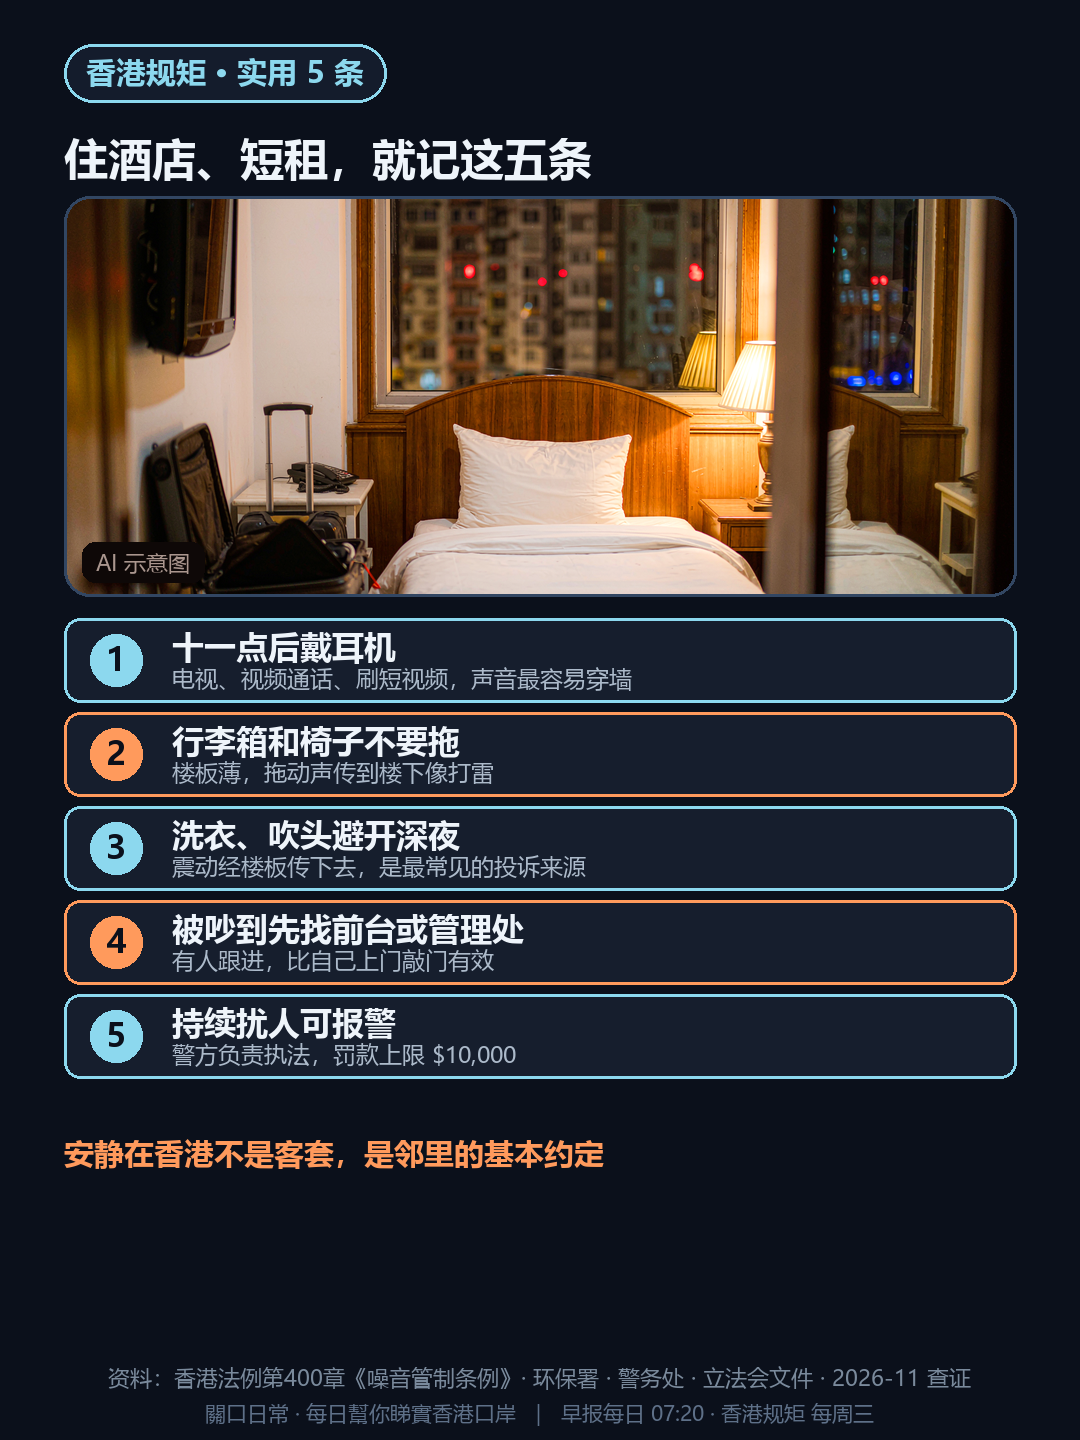 香港规矩·实用 5 条
住酒店、短租，就记这五条
AI 示意图
1
十一点后戴耳机
电视、视频通话、刷短视频，声音最容易穿墙
2
行李箱和椅子不要拖
楼板薄，拖动声传到楼下像打雷
3
洗衣、吹头避开深夜
震动经楼板传下去，是最常见的投诉来源
4
被吵到先找前台或管理处
有人跟进，比自己上门敲门有效
5
持续扰人可报警
警方负责执法，罚款上限 $10,000
安静在香港不是客套，是邻里的基本约定
资料：香港法例第400章《噪音管制条例》· 环保署 · 警务处 · 立法会文件 · 2026-11 查证
關口日常 · 每日幫你睇實香港口岸 | 早报每日 07:20 · 香港规矩 每周三